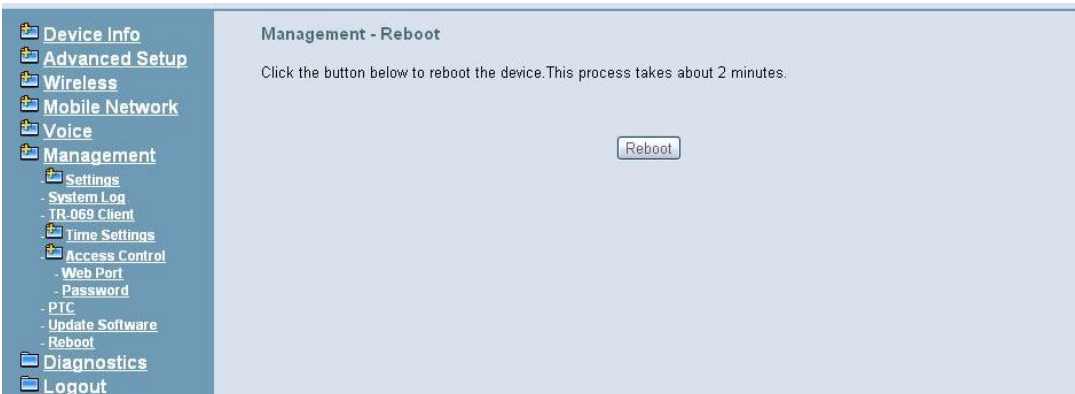 Device Info
Advanced Setup
Wireless
Mobile Network
Voice
Management
Settings
- System Log
- TR-069 Client
Time Settings
Access Control
- Web Port
- Password
- PTC
- Update Software
- Reboot
Diagnostics
Logout
Management - Reboot
Click the button below to reboot the device.This process takes about 2 minutes.
Reboot